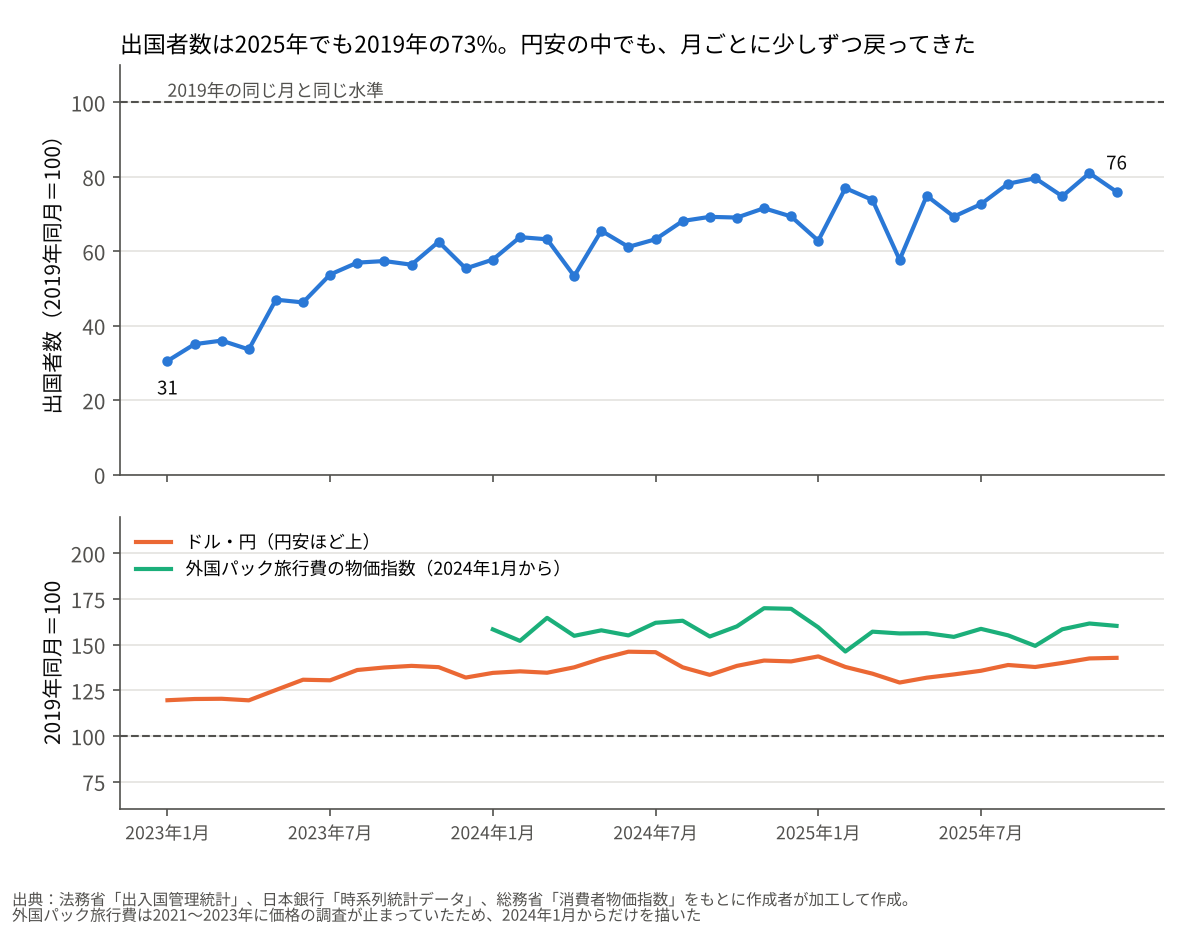 出国者数は2025年でも2019年の73%。円安の中でも、月ごとに少しずつ戻ってきた
2019年の同じ月と同じ水準
出国者数（2019年同月＝100）
100
80
60
40
20
0
31
76
ドル・円（円安ほど上）
外国パック旅行費の物価指数（2024年1月から）
2019年同月＝100
200
175
150
125
100
75
2023年1月
2023年7月
2024年1月
2024年7月
2025年1月
2025年7月
出典：法務省「出入国管理統計」、日本銀行「時系列統計データ」、総務省「消費者物価指数」をもとに作成者が加工して作成。
外国パック旅行費は2021～2023年に価格の調査が止まっていたため、2024年1月からだけを描いた